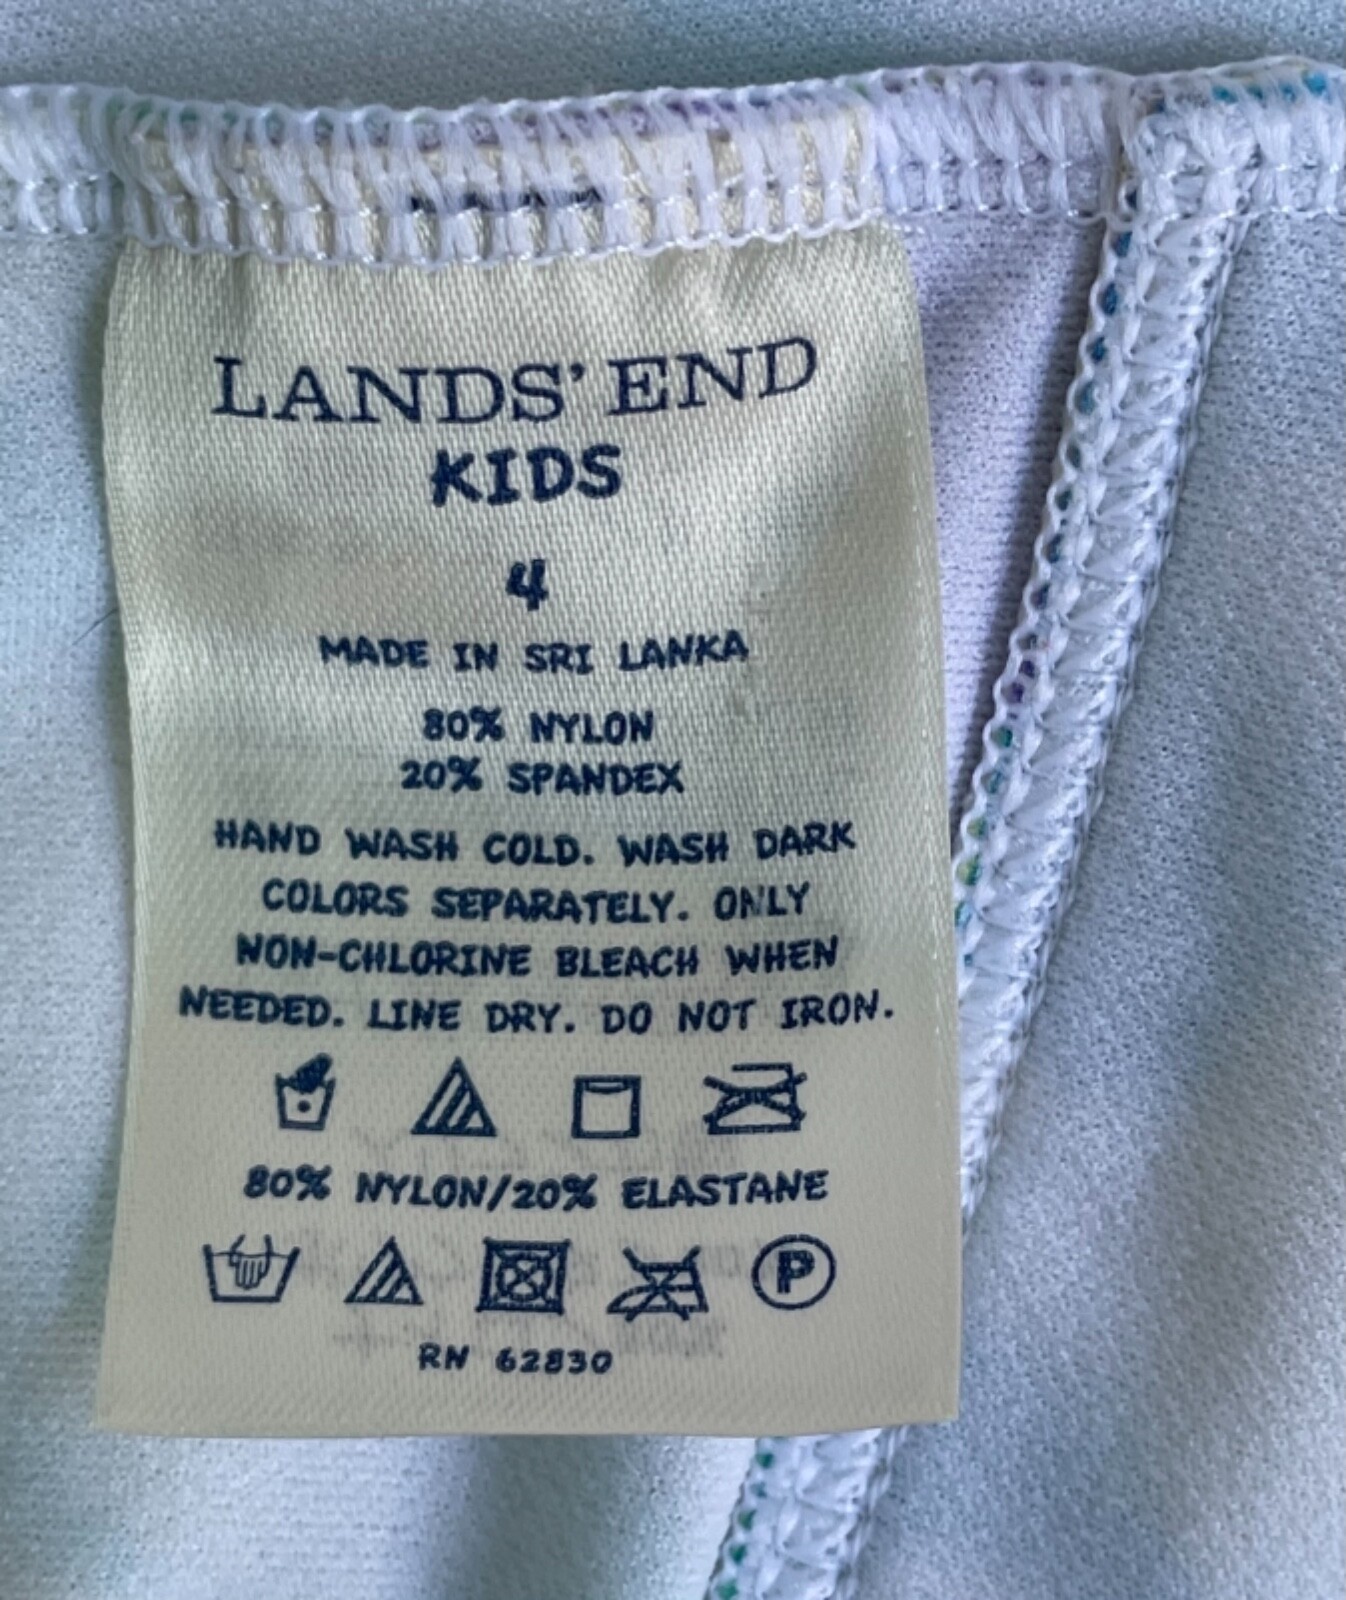 LANDS' END
KIDS
4
MADE IN SRI LANKA
80% NYLON
20% SPANDEX
HAND WASH COLD. WASH DARK
COLORS SEPARATELY. ONLY
NON-CHLORINE BLEACH WHEN
NEEDED. LINE DRY. DO NOT IRON.
80% NYLON/20% ELASTANE
P
RN 62830